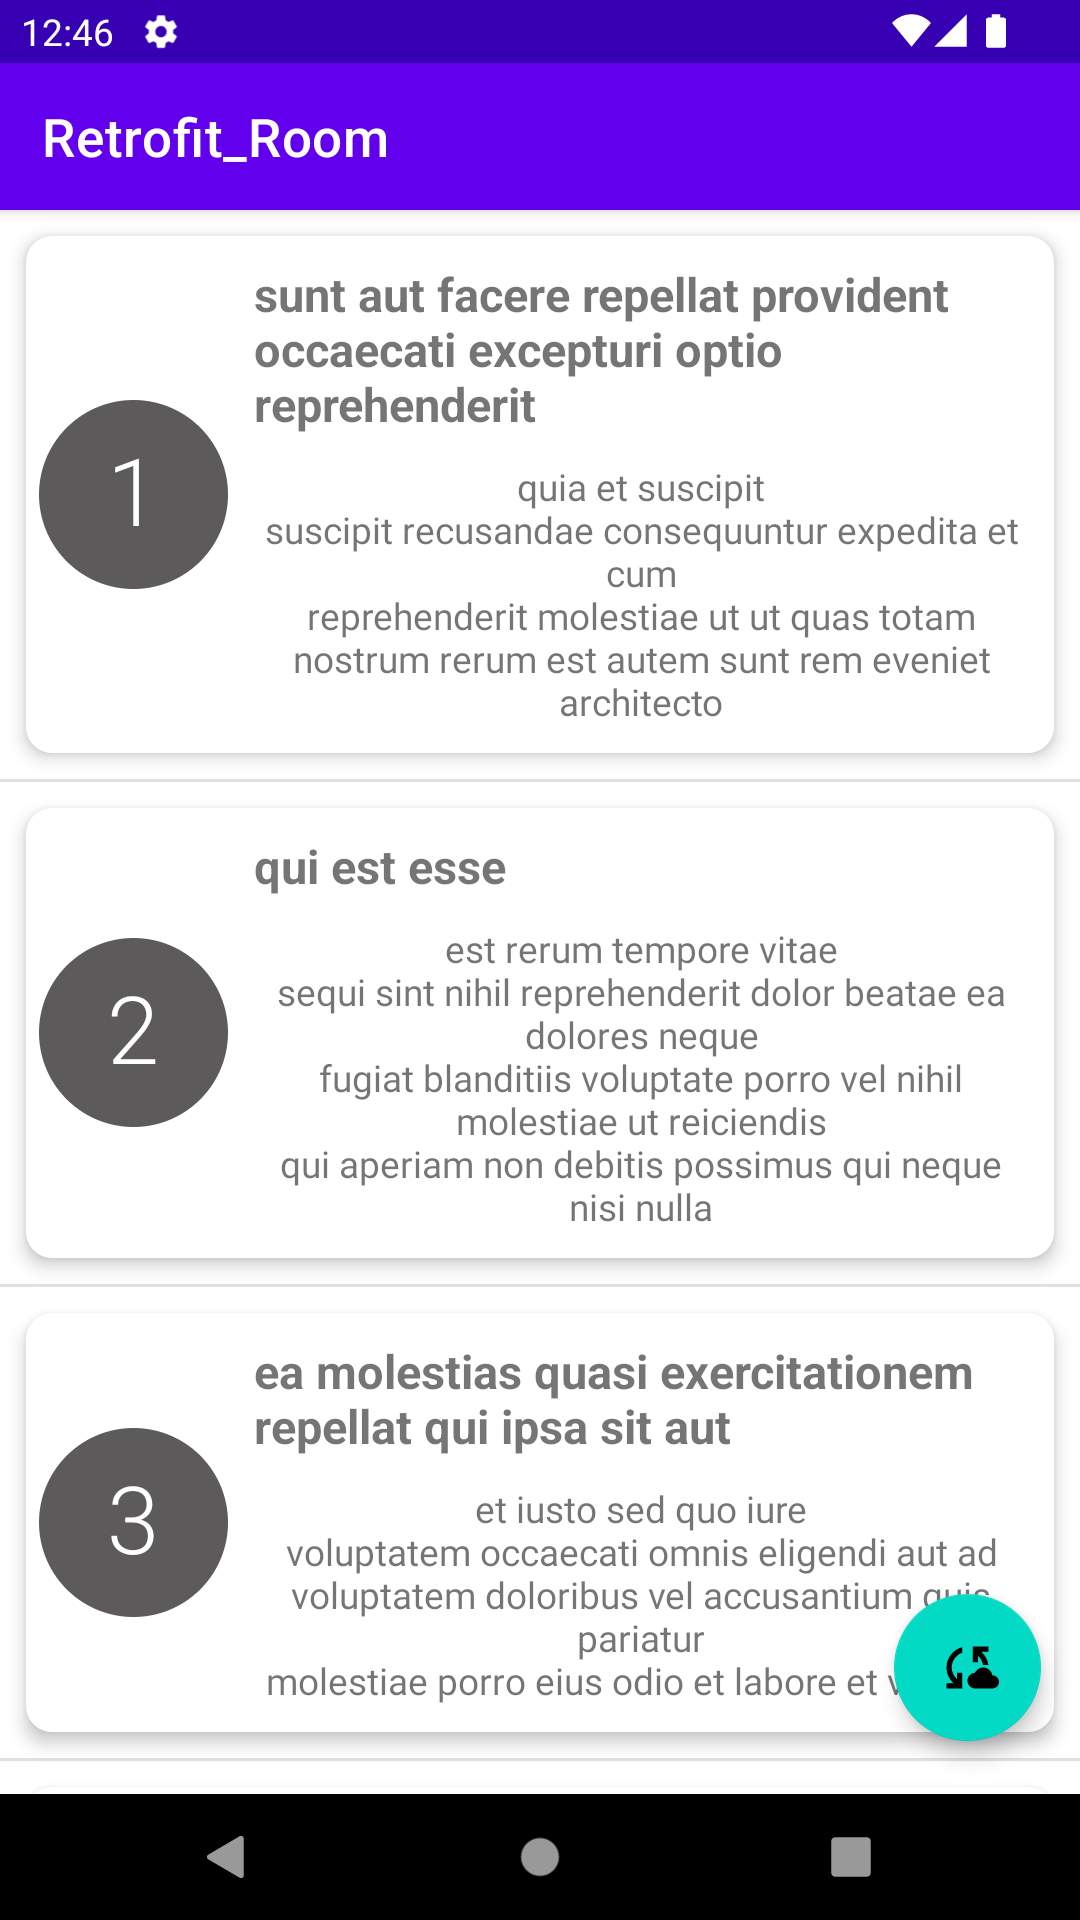 12:46
Retrofit_Room
sunt aut facere repellat provident
occaecati excepturi optio
reprehenderit
1
quia et suscipit
suscipit recusandae consequuntur expedita et
cum
reprehenderit molestiae ut ut quas totam
nostrum rerum est autem sunt rem eveniet
architecto
qui est esse
2
est rerum tempore vitae
sequi sint nihil reprehenderit dolor beatae ea
dolores neque
fugiat blanditiis voluptate porro vel nihil
molestiae ut reiciendis
qui aperiam non debitis possimus qui neque
nisi nulla
ea molestias quasi exercitationem
repellat qui ipsa sit aut
3
et iusto sed quo iure
voluptatem occaecati omnis eligendi aut ad
voluptatem doloribus vel accusantium quis
pariatur
molestiae porro eius odio et labore et